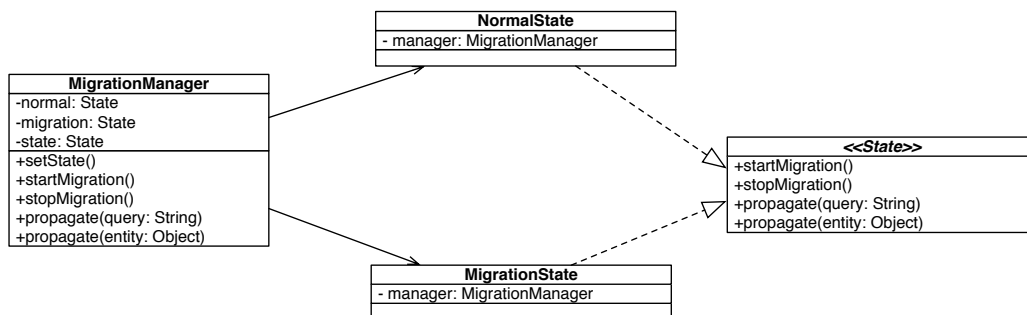 NormalState
- manager: MigrationManager
MigrationManager
-normal: State
-migration: State
-state: State
+setState()
+startMigration()
+stopMigration()
+propagate(query: String)
+propagate(entity: Object)
<<State>>
+startMigration()
+stopMigration()
+propagate(query: String)
+propagate(entity: Object)
MigrationState
- manager: MigrationManager